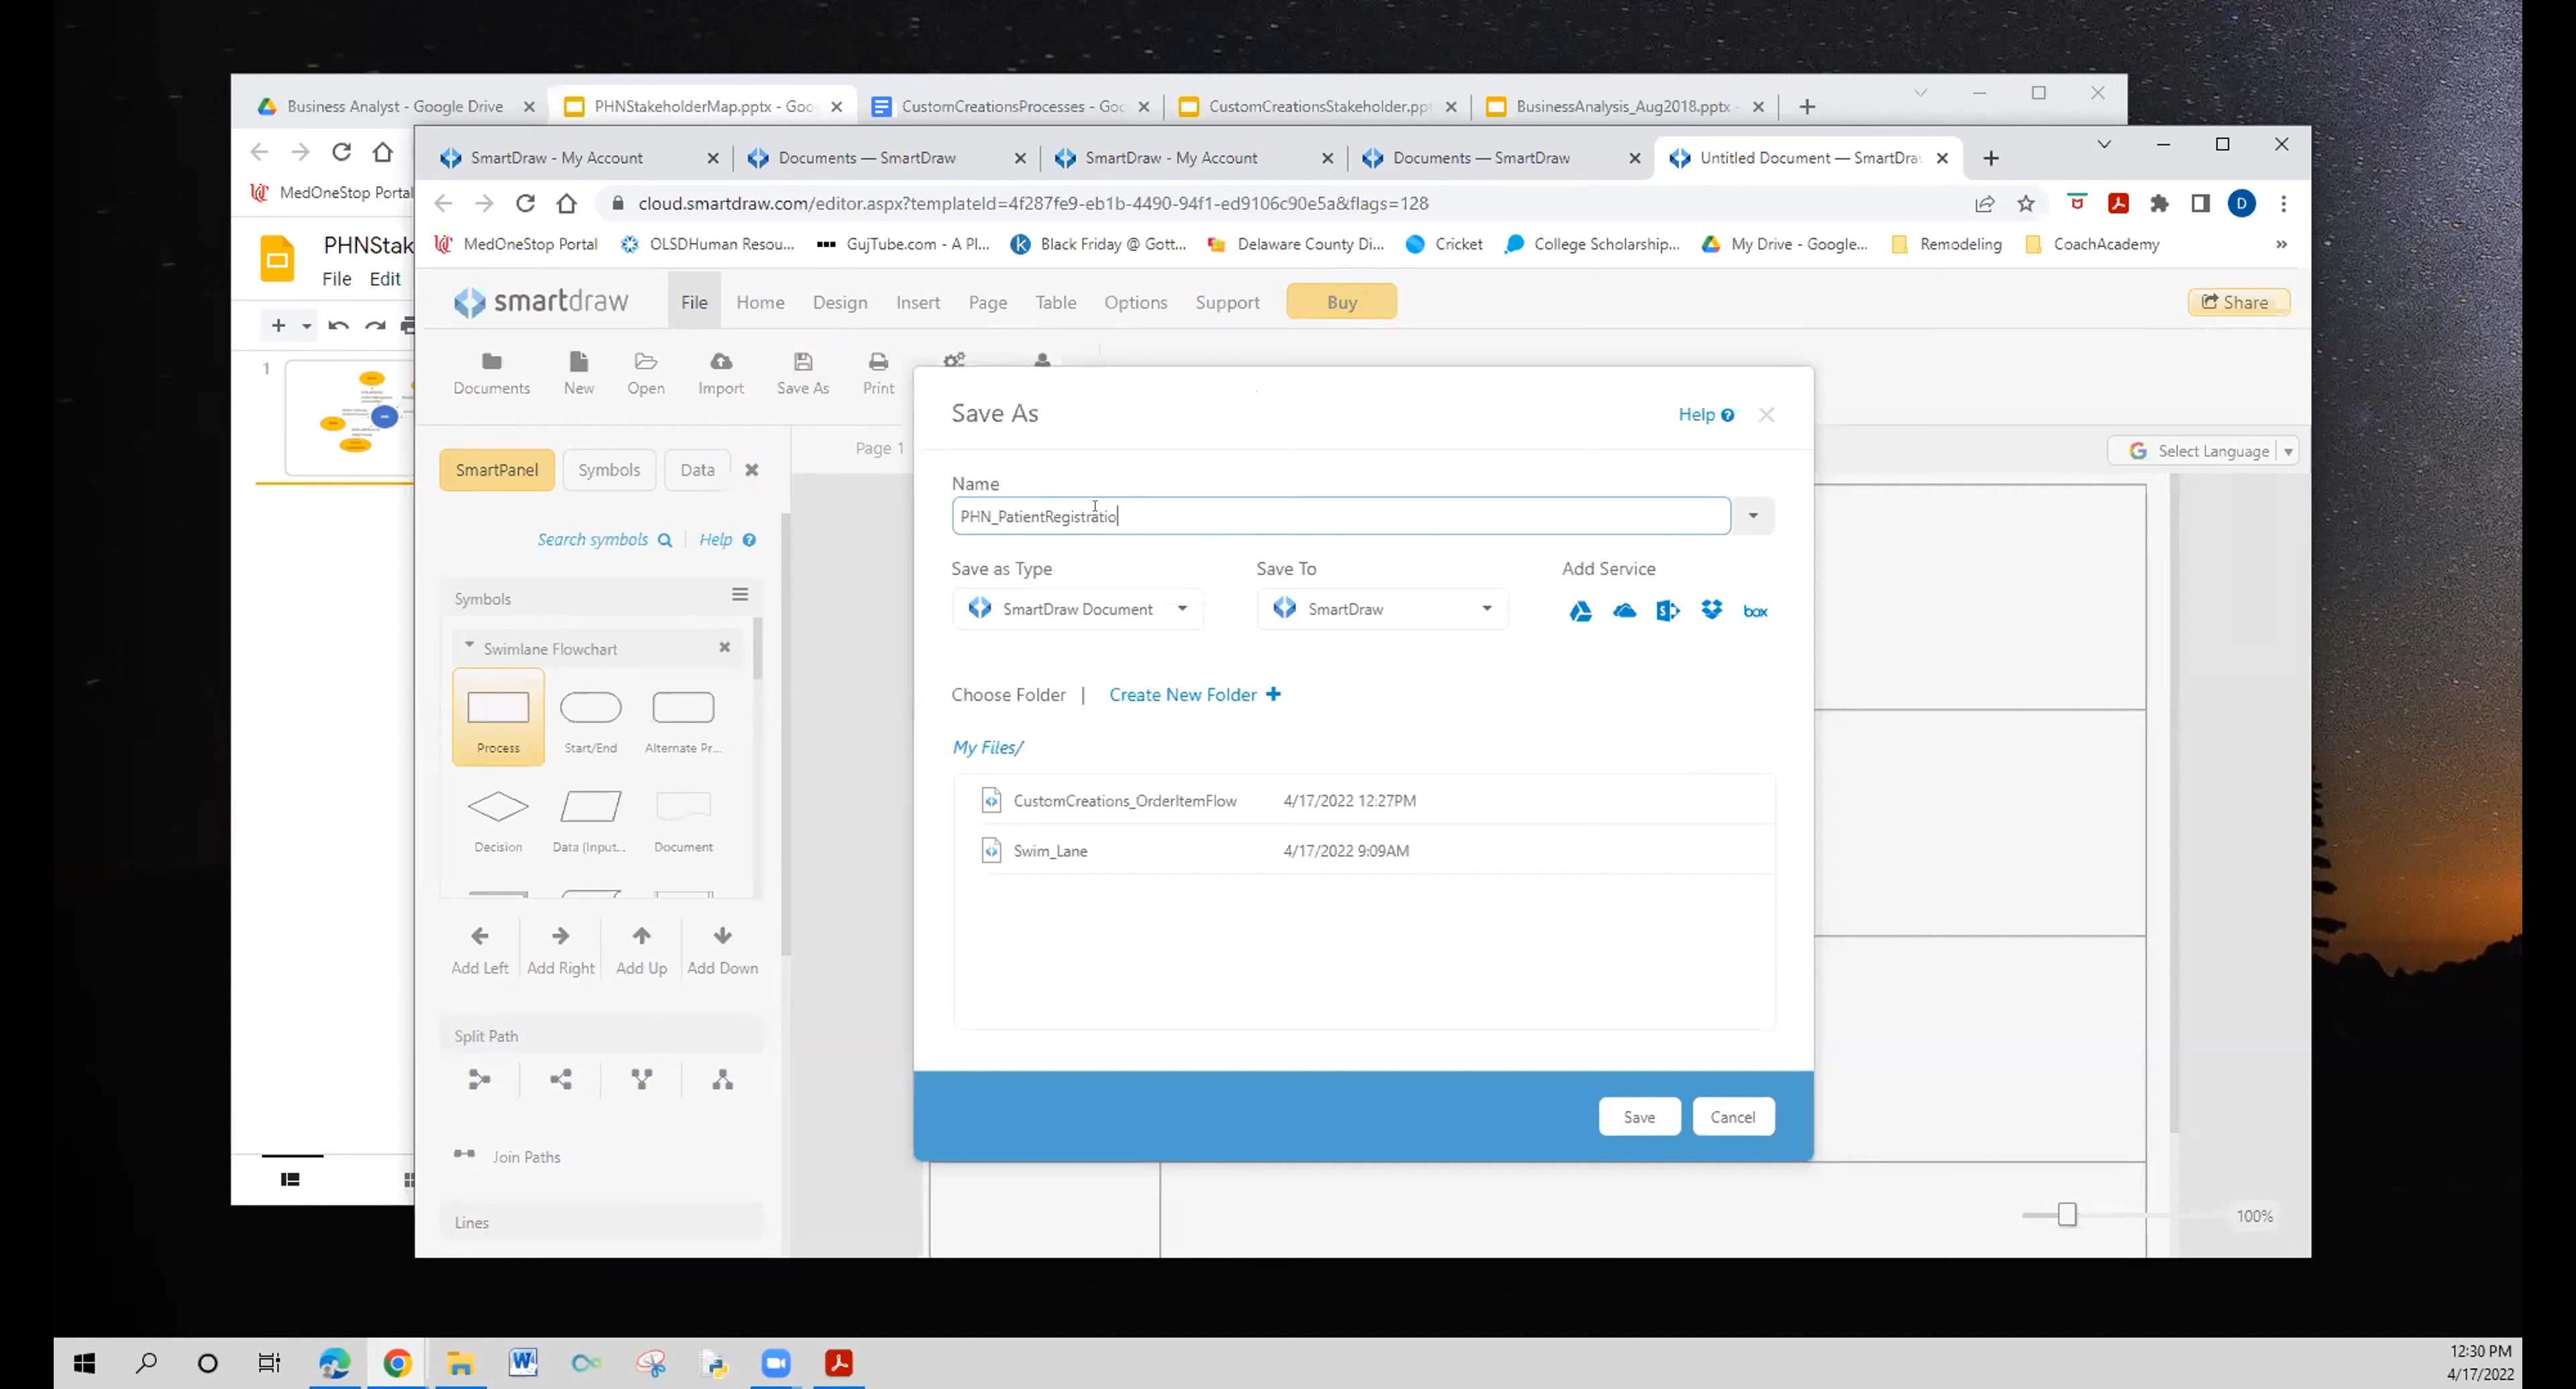 Business Analyst - Google Drive
PHNStakeholderMap.pptx - Goo
CustomCreationsProcesses - Goo
CustomCreationsStakeholder.ppt
BusinessAnalysis_Aug2018.pptx -
SmartDraw - My Account
Documents — SmartDraw
SmartDraw - My Account
Documents — SmartDraw
Untitled Document — SmartDra
MedOneStop Portal
cloud.smartdraw.com/editor.aspx?templateId=4f287fe9-eb1b-4490-94f1-ed9106c90e5a&flags=128
D
MedOneStop Portal
OLSDHuman Resou...
GujTube.com - A Pl...
Black Friday @ Gott...
Delaware County Di...
Cricket
College Scholarship...
My Drive - Google...
Remodeling
CoachAcademy
»
PHNStak
File Edit
smartdraw
File Home Design Insert Page Table Options Support Buy
Share
1
Documents New Open Import Save As Print
Page 1
Select Language
SmartPanel Symbols Data
Search symbols
Help
Symbols
Swimlane Flowchart
Process Start/End Alternate Pr...
Decision Data (Input... Document
Add Left Add Right Add Up Add Down
Split Path
Join Paths
Lines
Save As
Help
Name
PHN_PatientRegistratio
Save as Type Save To Add Service
SmartDraw Document SmartDraw box
Choose Folder | Create New Folder +
My Files/
CustomCreations_OrderItemFlow 4/17/2022 12:27PM
Swim_Lane 4/17/2022 9:09AM
Save Cancel
100%
12:30 PM
4/17/2022